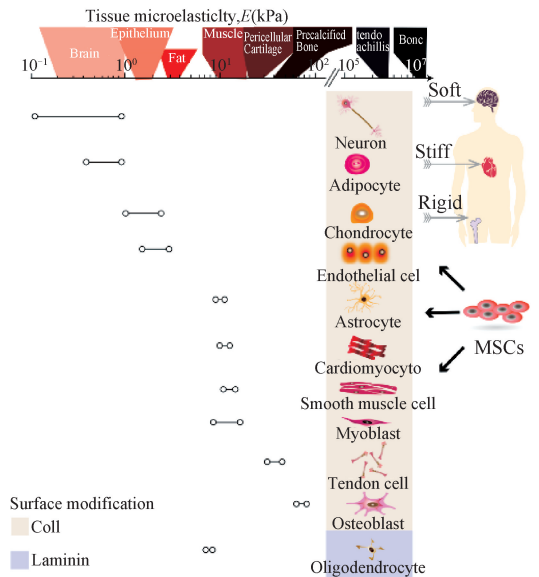 Tissue microelasticlty,E(kPa)
Epithelium
Muscle
Precalcified
Bone
tendo
achillis
Bonc
Pericellular
Cartilage
Brain
Fat
10⁻¹
10⁰
10²
10⁵
10⁷
Soft
Neuron
Stiff
Adipocyte
Rigid
Chondrocyte
Endothelial cel
Astrocyte
MSCs
Cardiomyocyto
Smooth muscle cell
Myoblast
Tendon cell
Surface modification
Osteoblast
Coll
Laminin
Oligodendrocyte